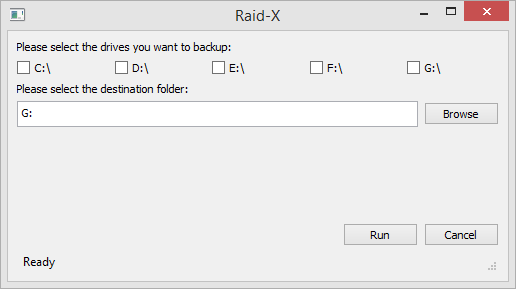 Raid-X
Please select the drives you want to backup:
C:\ D:\ E:\ F:\ G:\
Please select the destination folder:
G: Browse
Run Cancel
Ready